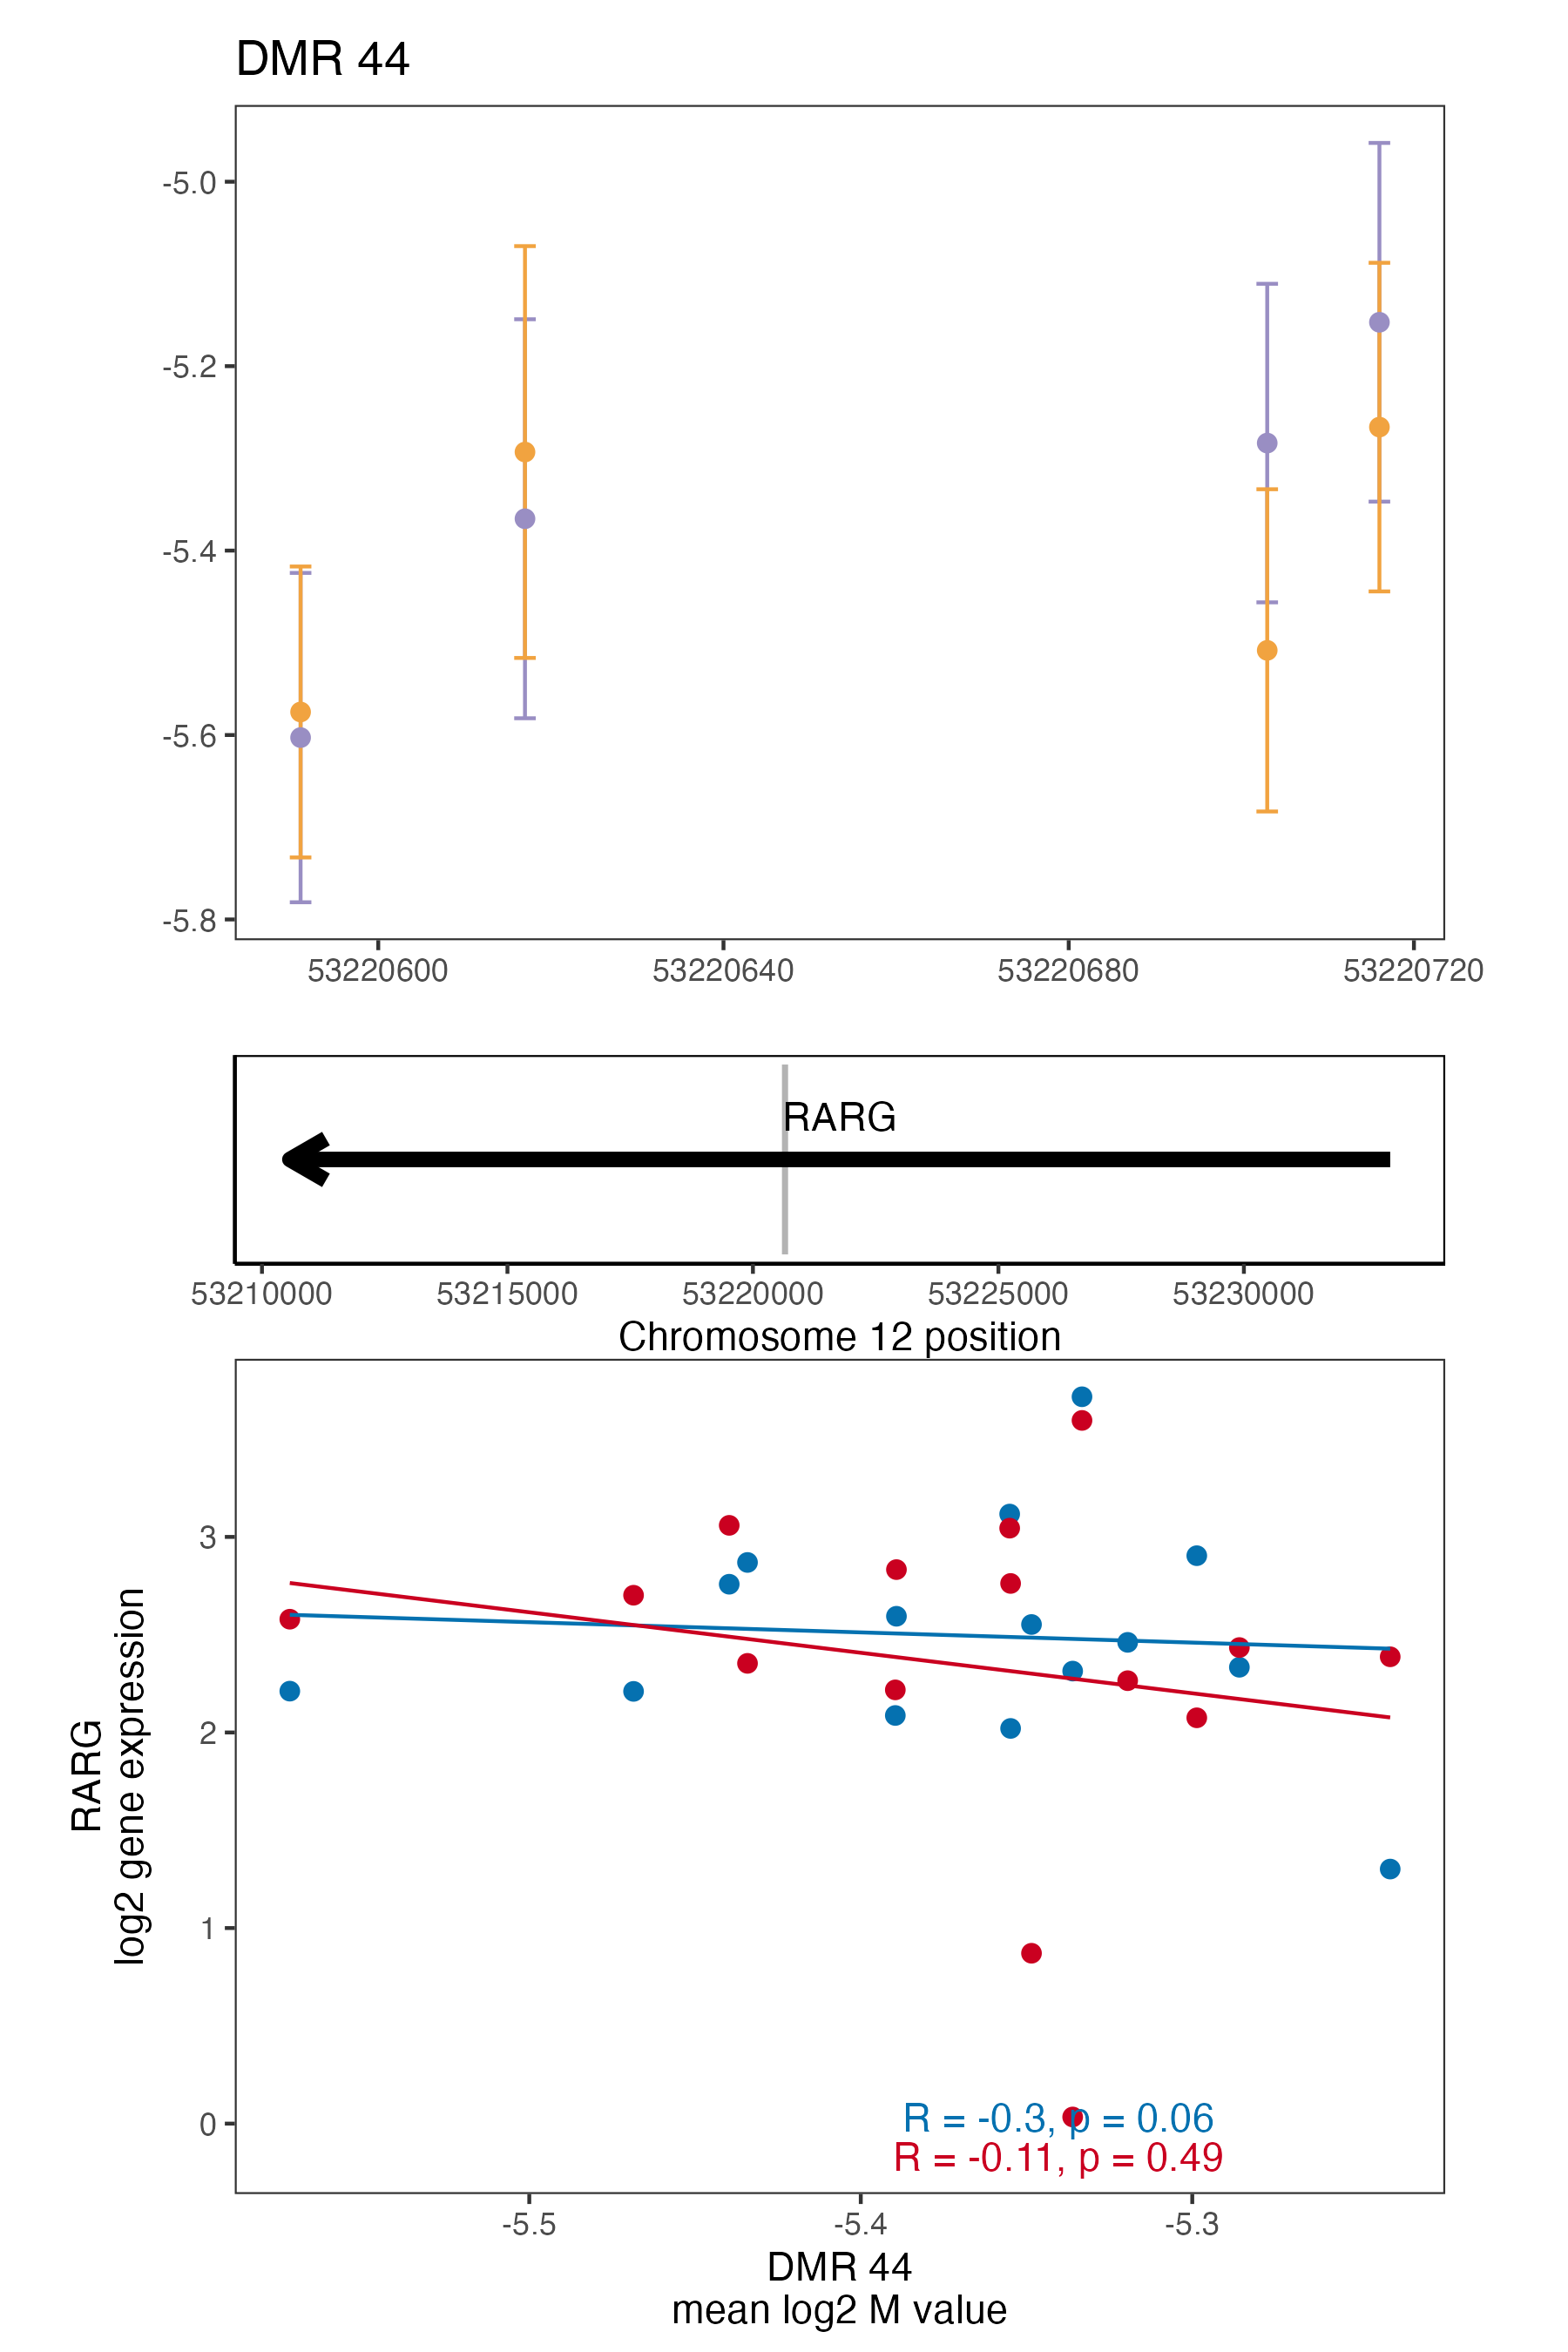 DMR 44
-5.0
-5.2
-5.4
-5.6
-5.8
53220600 53220640 53220680 53220720
RARG
53210000 53215000 53220000 53225000 53230000
Chromosome 12 position
RARG
log2 gene expression
3
2
1
0
R = -0.3, p = 0.06
R = -0.11, p = 0.49
-5.5 -5.4 -5.3
DMR 44
mean log2 M value